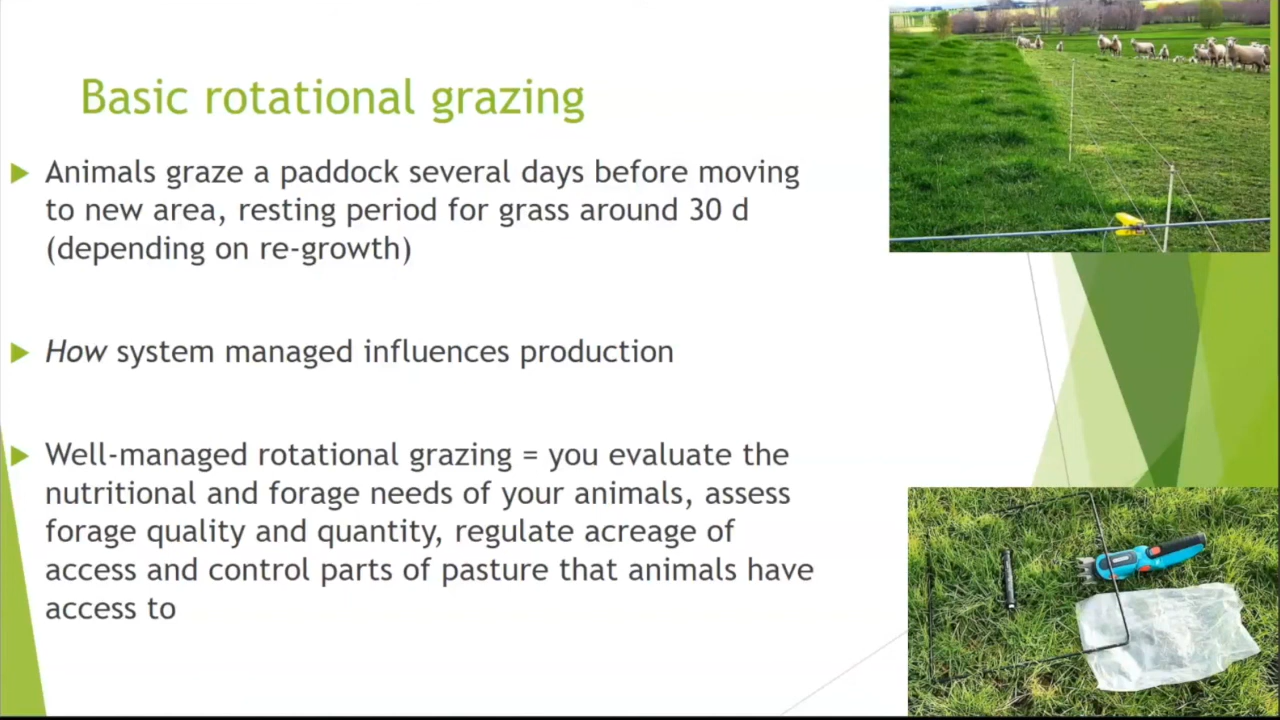 Basic rotational grazing
Animals graze a paddock several days before moving
to new area, resting period for grass around 30 d
(depending on re-growth)
How system managed influences production
Well-managed rotational grazing = you evaluate the
nutritional and forage needs of your animals, assess
forage quality and quantity, regulate acreage of
access and control parts of pasture that animals have
access to